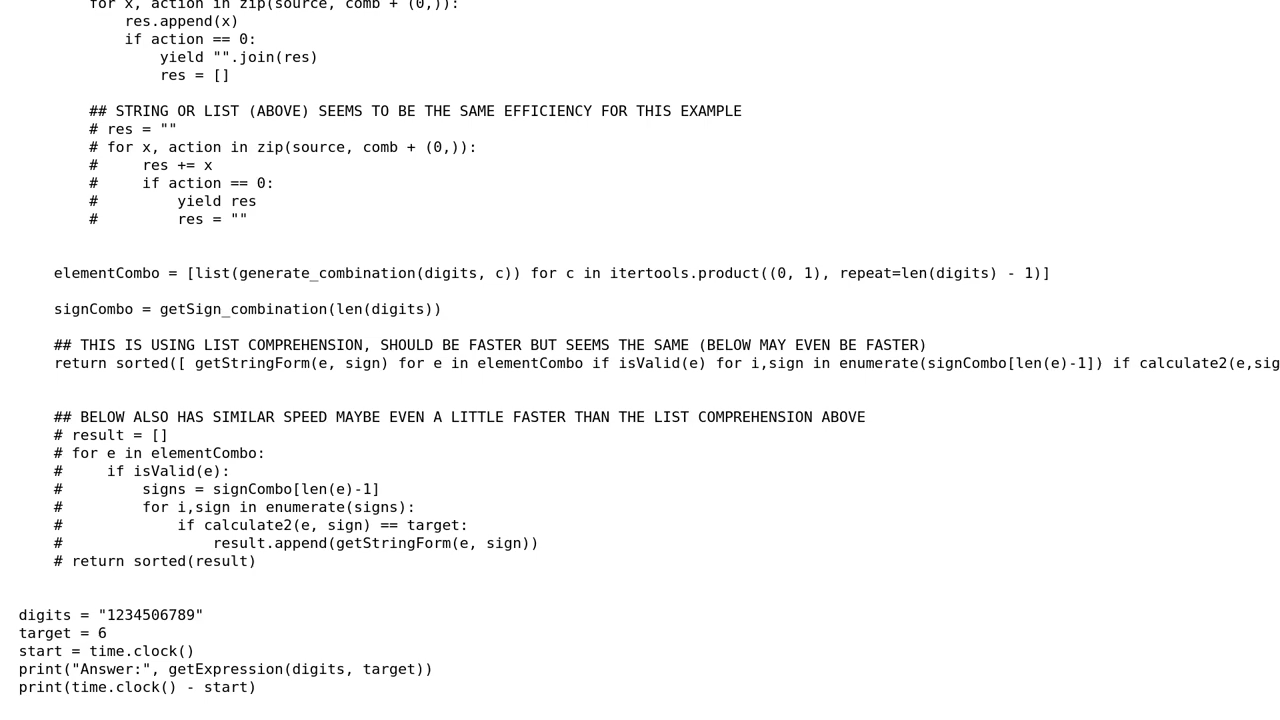 for x, action in zip(source, comb + (0,)):
            res.append(x)
            if action == 0:
                yield "".join(res)
                res = []

        ## STRING OR LIST (ABOVE) SEEMS TO BE THE SAME EFFICIENCY FOR THIS EXAMPLE
        # res = ""
        # for x, action in zip(source, comb + (0,)):
        #     res += x
        #     if action == 0:
        #         yield res
        #         res = ""


    elementCombo = [list(generate_combination(digits, c)) for c in itertools.product((0, 1), repeat=len(digits) - 1)]

    signCombo = getSign_combination(len(digits))

    ## THIS IS USING LIST COMPREHENSION, SHOULD BE FASTER BUT SEEMS THE SAME (BELOW MAY EVEN BE FASTER)
    return sorted([ getStringForm(e, sign) for e in elementCombo if isValid(e) for i,sign in enumerate(signCombo[len(e)-1]) if calculate2(e,sig


    ## BELOW ALSO HAS SIMILAR SPEED MAYBE EVEN A LITTLE FASTER THAN THE LIST COMPREHENSION ABOVE
    # result = []
    # for e in elementCombo:
    #     if isValid(e):
    #         signs = signCombo[len(e)-1]
    #         for i,sign in enumerate(signs):
    #             if calculate2(e, sign) == target:
    #                 result.append(getStringForm(e, sign))
    # return sorted(result)


digits = "1234506789"
target = 6
start = time.clock()
print("Answer:", getExpression(digits, target))
print(time.clock() - start)